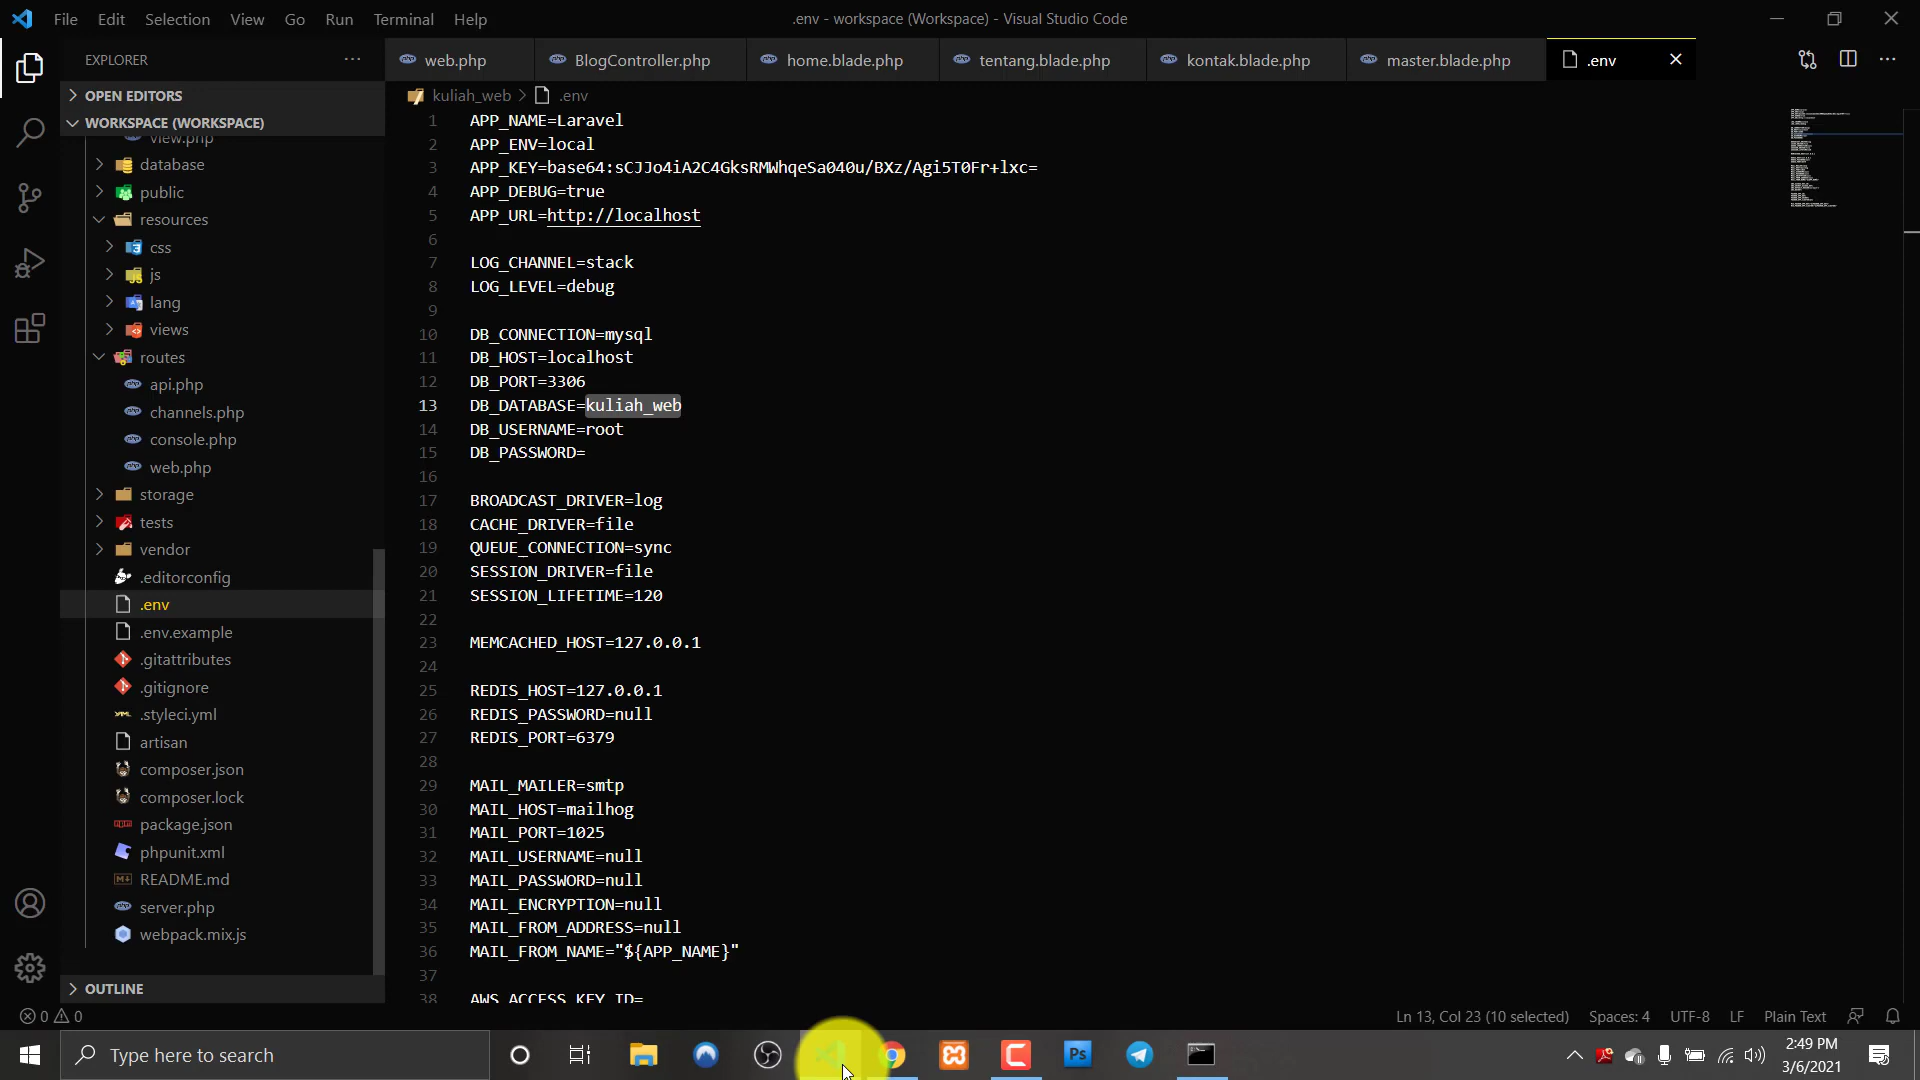 File Edit Selection View Go Run Terminal Help
.env - workspace (Workspace) - Visual Studio Code
EXPLORER
web.php
BlogController.php
home.blade.php
tentang.blade.php
kontak.blade.php
master.blade.php
.env
OPEN EDITORS
WORKSPACE (WORKSPACE)
view.php
database
public
resources
css
js
lang
views
routes
api.php
channels.php
console.php
web.php
storage
tests
vendor
.editorconfig
.env
.env.example
.gitattributes
.gitignore
.styleci.yml
artisan
composer.json
composer.lock
package.json
phpunit.xml
README.md
server.php
webpack.mix.js
OUTLINE
kuliah_web > .env
1 APP_NAME=Laravel
2 APP_ENV=local
3 APP_KEY=base64:sCJJo4iA2C4GksRMWhqeSa040u/BXz/Agi5T0Fr+lxc=
4 APP_DEBUG=true
5 APP_URL=http://localhost
6
7 LOG_CHANNEL=stack
8 LOG_LEVEL=debug
9
10 DB_CONNECTION=mysql
11 DB_HOST=localhost
12 DB_PORT=3306
13 DB_DATABASE=kuliah_web
14 DB_USERNAME=root
15 DB_PASSWORD=
16
17 BROADCAST_DRIVER=log
18 CACHE_DRIVER=file
19 QUEUE_CONNECTION=sync
20 SESSION_DRIVER=file
21 SESSION_LIFETIME=120
22
23 MEMCACHED_HOST=127.0.0.1
24
25 REDIS_HOST=127.0.0.1
26 REDIS_PASSWORD=null
27 REDIS_PORT=6379
28
29 MAIL_MAILER=smtp
30 MAIL_HOST=mailhog
31 MAIL_PORT=1025
32 MAIL_USERNAME=null
33 MAIL_PASSWORD=null
34 MAIL_ENCRYPTION=null
35 MAIL_FROM_ADDRESS=null
36 MAIL_FROM_NAME="${APP_NAME}"
37
38 AWS_ACCESS_KEY_ID=
0 0
Ln 13, Col 23 (10 selected) Spaces: 4 UTF-8 LF Plain Text
Type here to search
Ps
2:49 PM
3/6/2021